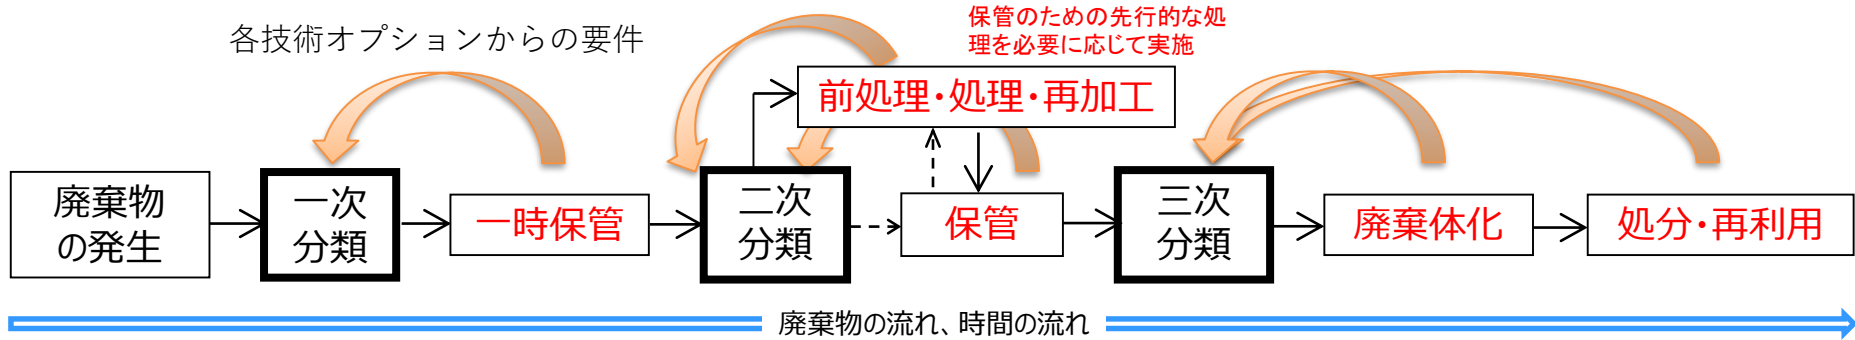 各技術オプションからの要件
保管のための先行的な処
理を必要に応じて実施
前処理・処理・再加工
廃棄物
の発生
一次
分類
一時保管
二次
分類
保管
三次
分類
廃棄体化
処分・再利用
廃棄物の流れ、時間の流れ